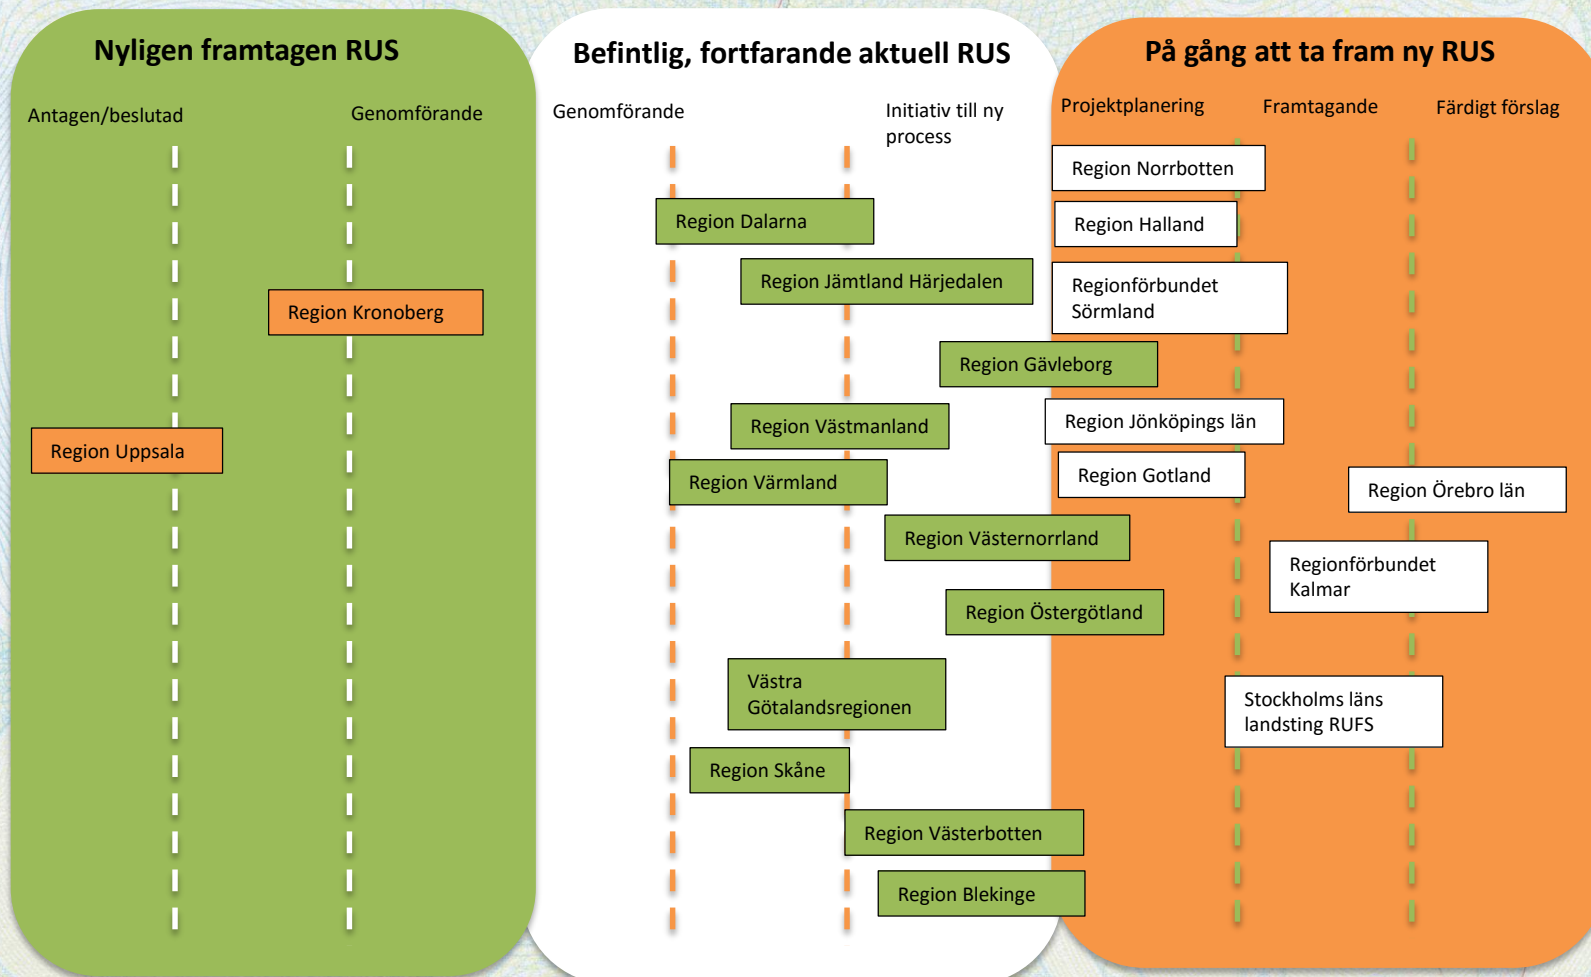 Nyligen framtagen RUS
Antagen/beslutad
Genomförande
Region Kronoberg
Region Uppsala
Befintlig, fortfarande aktuell RUS
Genomförande
Initiativ till ny
process
Region Dalarna
Region Jämtland Härjedalen
Region Gävleborg
Region Västmanland
Region Värmland
Region Västernorrland
Region Östergötland
Västra
Götalandsregionen
Region Skåne
Region Västerbotten
Region Blekinge
På gång att ta fram ny RUS
Projektplanering
Framtagande
Färdigt förslag
Region Norrbotten
Region Halland
Regionförbundet
Sörmland
Region Jönköpings län
Region Gotland
Region Örebro län
Regionförbundet
Kalmar
Stockholms läns
landsting RUFS